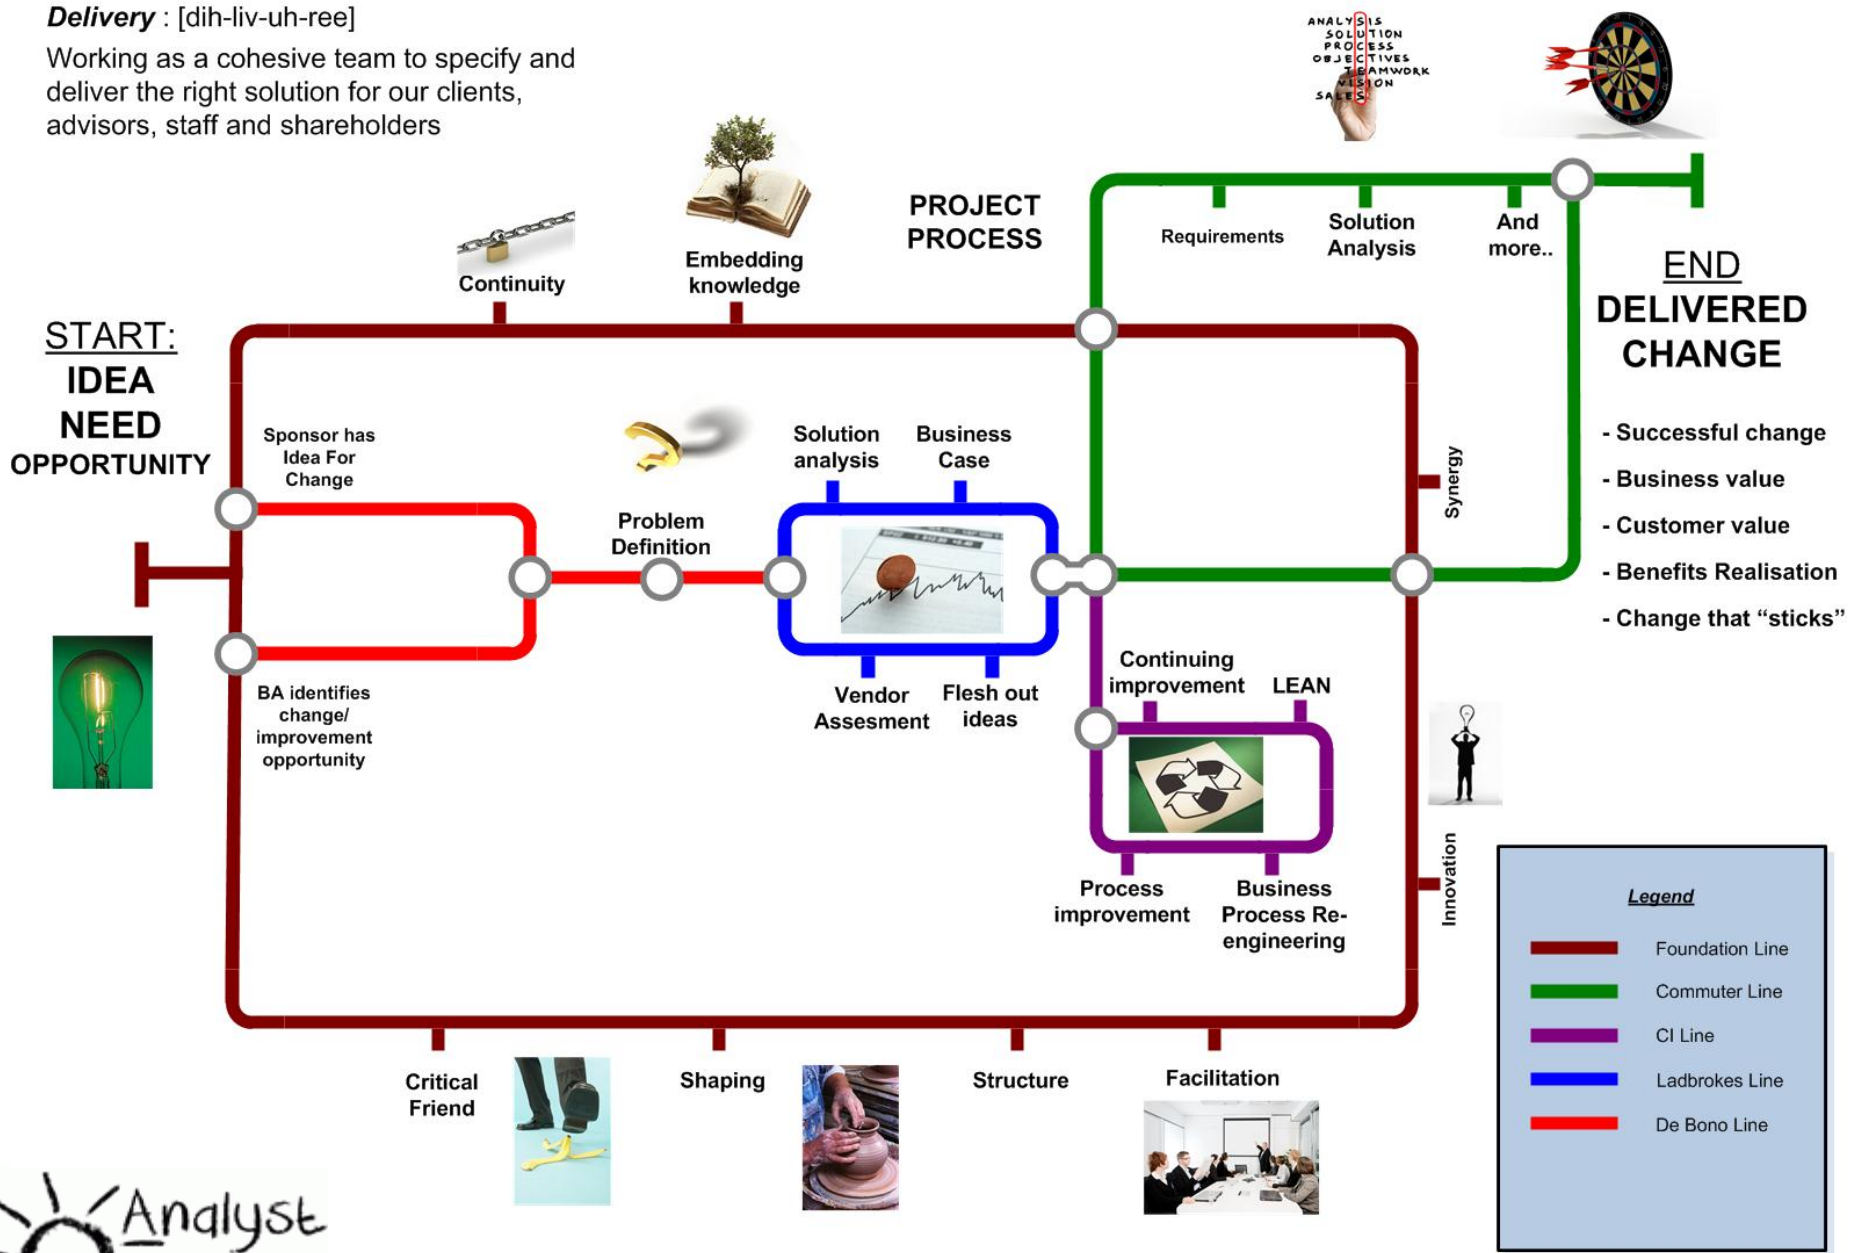 Delivery : [dih-liv-uh-ree]
Working as a cohesive team to specify and
deliver the right solution for our clients,
advisors, staff and shareholders
ANALYSIS
SOLUTION
PROCESS
OBJECTIVES
TEAMWORK
VISION
SALES
PROJECT
PROCESS
Requirements
Solution
Analysis
And
more..
Continuity
Embedding
knowledge
START:
IDEA
NEED
OPPORTUNITY
END
DELIVERED
CHANGE
- Successful change
- Business value
- Customer value
- Benefits Realisation
- Change that “sticks”
Sponsor has
Idea For
Change
BA identifies
change/
improvement
opportunity
Problem
Definition
Solution
analysis
Business
Case
Vendor
Assesment
Flesh out
ideas
Synergy
Continuing
improvement
LEAN
Process
improvement
Business
Process Re-
engineering
Innovation
Critical
Friend
Shaping
Structure
Facilitation
Legend
Foundation Line
Commuter Line
CI Line
Ladbrokes Line
De Bono Line
Analyst